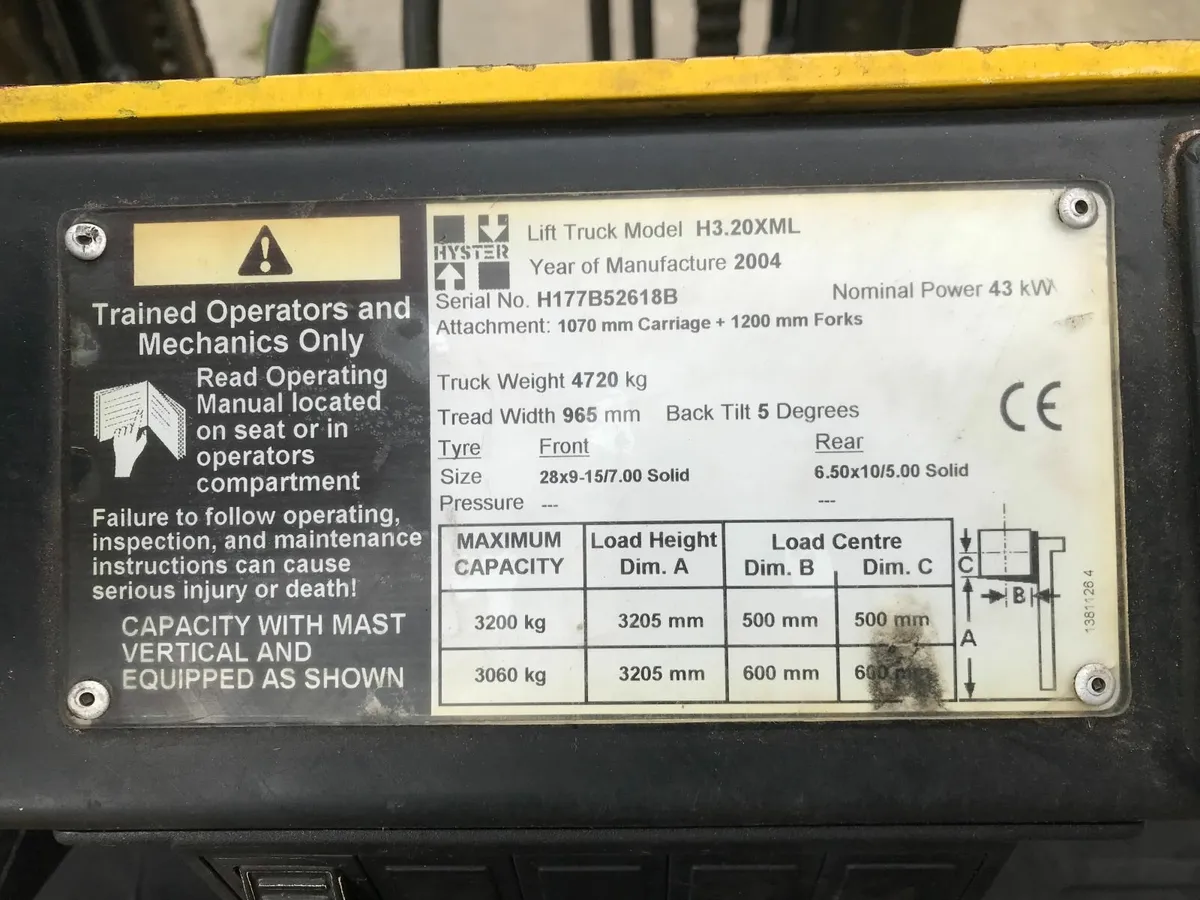 Trained Operators and
Mechanics Only
Read Operating
Manual located
on seat or in
operators
compartment
Failure to follow operating,
inspection, and maintenance
instructions can cause
serious injury or death!
CAPACITY WITH MAST
VERTICAL AND
EQUIPPED AS SHOWN
HYSTER
Lift Truck Model H3.20XML
Year of Manufacture 2004
Serial No. H177B52618B Nominal Power 43 kW
Attachment: 1070 mm Carriage + 1200 mm Forks
Truck Weight 4720 kg
Tread Width 965 mm Back Tilt 5 Degrees
CE
Tyre Front Rear
Size 28x9-15/7.00 Solid 6.50x10/5.00 Solid
Pressure --- ---
MAXIMUM CAPACITY Load Height Dim. A Load Centre Dim. B Dim. C
3200 kg 3205 mm 500 mm 500 mm
3060 kg 3205 mm 600 mm 600 mm
C
B
A
1381126 4